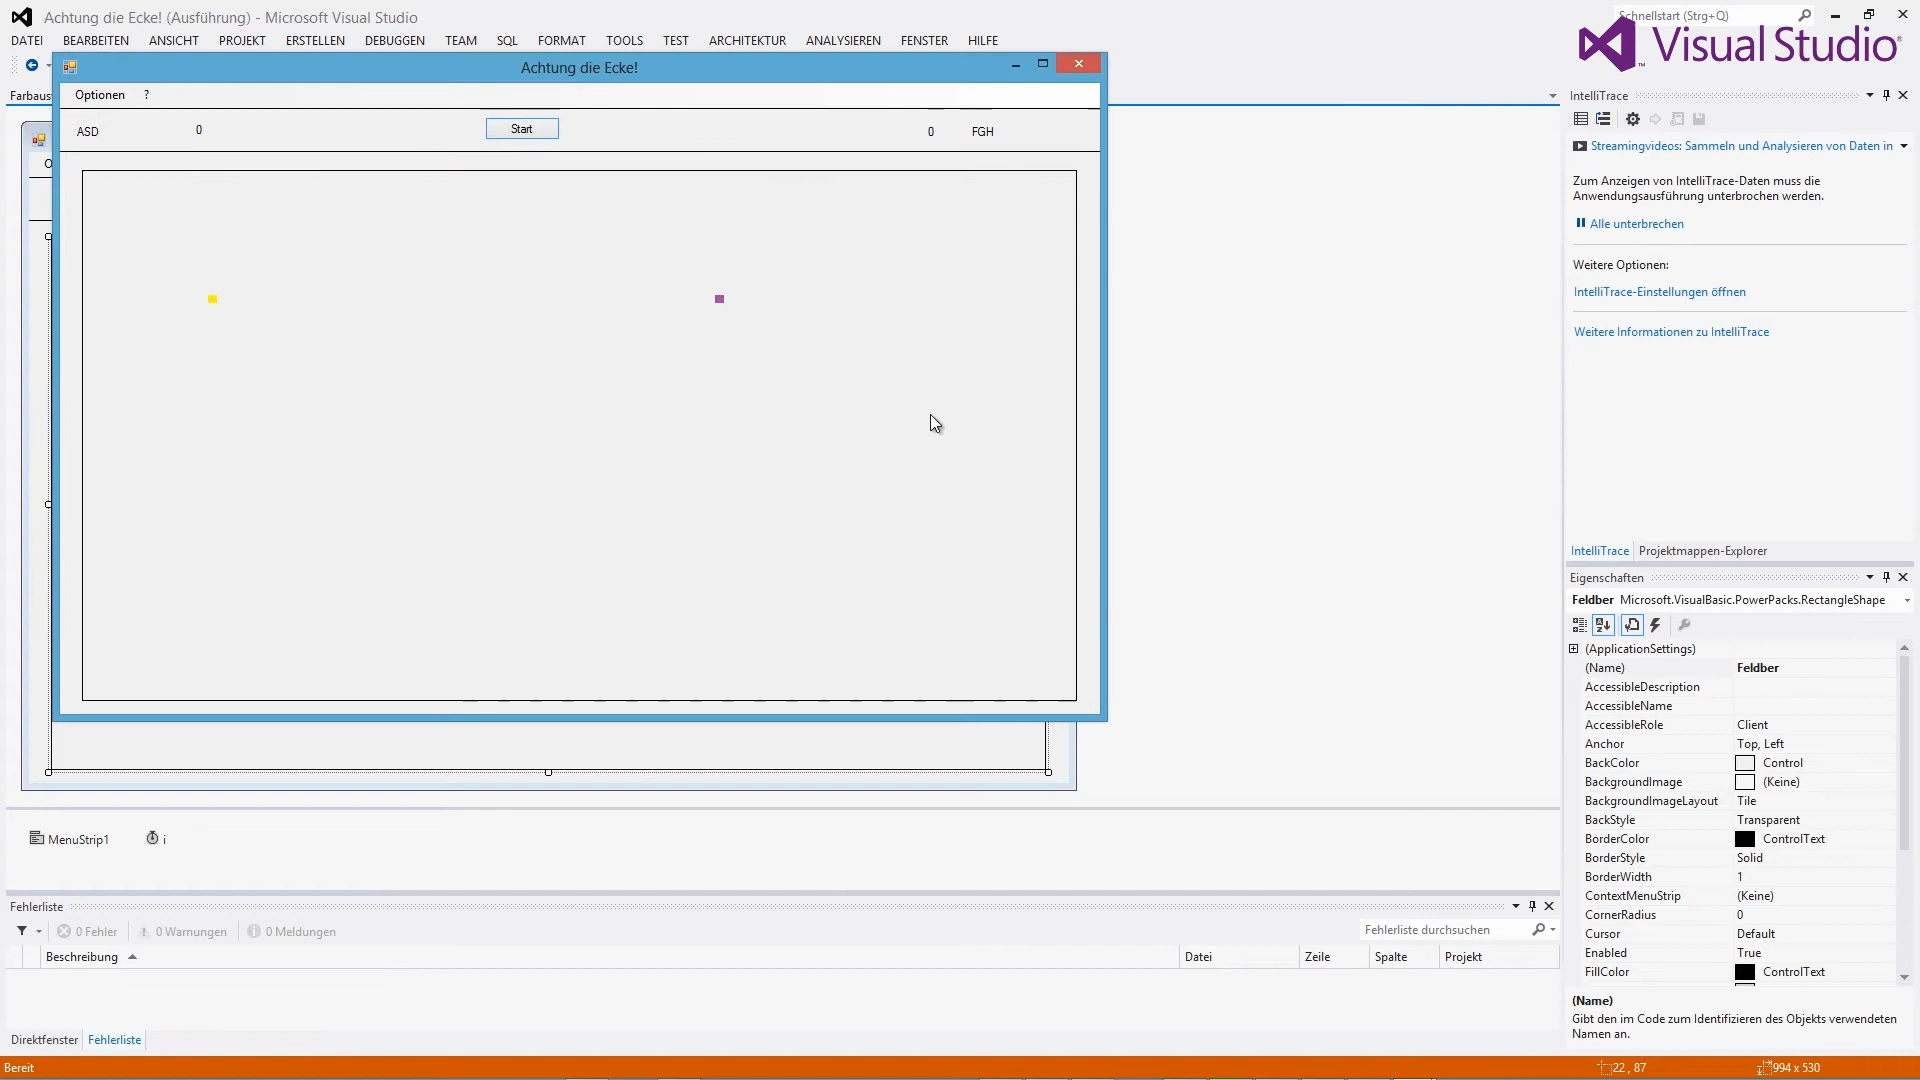 Achtung die Ecke! (Ausführung) - Microsoft Visual Studio
Schnellstart (Strg+Q)
DATEI BEARBEITEN ANSICHT PROJEKT ERSTELLEN DEBUGGEN TEAM SQL FORMAT TOOLS TEST ARCHITEKTUR ANALYSIEREN FENSTER HILFE
Visual Studio
Achtung die Ecke!
Farbaus
Optionen ?
IntelliTrace
ASD 0 Start 0 FGH
Streamingvideos: Sammeln und Analysieren von Daten in
O
Zum Anzeigen von IntelliTrace-Daten muss die
Anwendungsausführung unterbrochen werden.
Alle unterbrechen
Weitere Optionen:
IntelliTrace-Einstellungen öffnen
Weitere Informationen zu IntelliTrace
IntelliTrace Projektmappen-Explorer
Eigenschaften
Feldber Microsoft.VisualBasic.PowerPacks.RectangleShape
(ApplicationSettings)
(Name) Feldber
AccessibleDescription
AccessibleName
AccessibleRole Client
Anchor Top, Left
BackColor Control
BackgroundImage (Keine)
BackgroundImageLayout Tile
BackStyle Transparent
BorderColor ControlText
BorderStyle Solid
BorderWidth 1
ContextMenuStrip (Keine)
CornerRadius 0
Cursor Default
Enabled True
FillColor ControlText
(Name)
Gibt den im Code zum Identifizieren des Objekts verwendeten
Namen an.
MenuStrip1 i
Fehlerliste
0 Fehler 0 Warnungen 0 Meldungen
Fehlerliste durchsuchen
Beschreibung Datei Zeile Spalte Projekt
Direktfenster Fehlerliste
Bereit 22 , 87 994 x 530